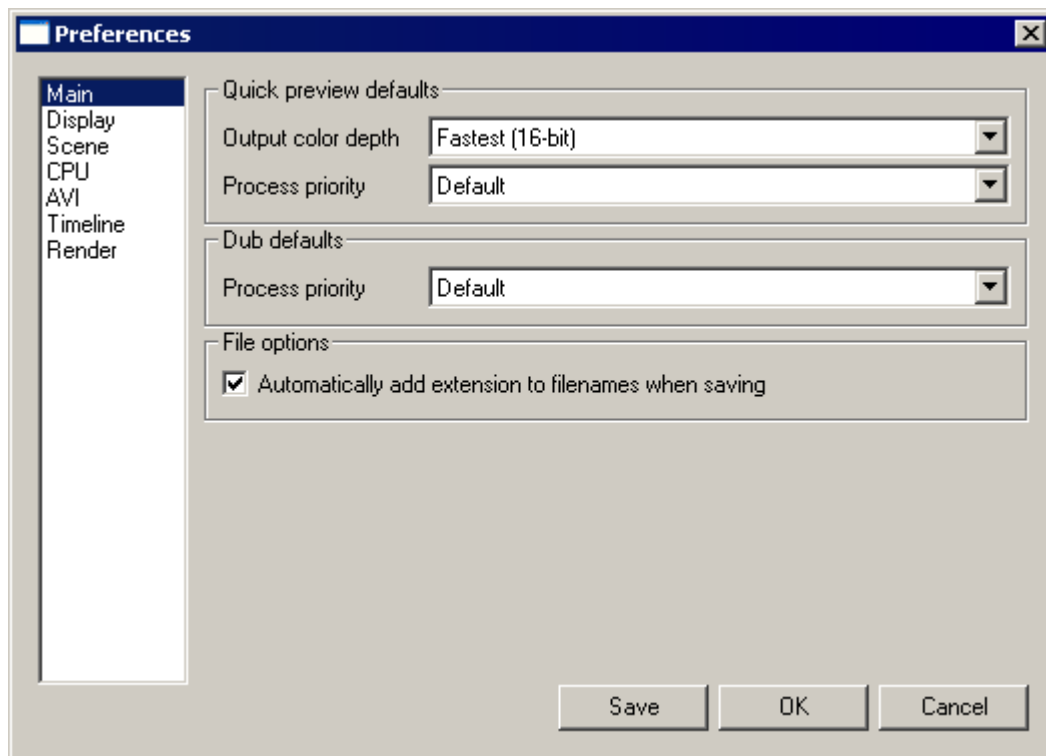 Preferences
Main
Display
Scene
CPU
AVI
Timeline
Render
Quick preview defaults
Output color depth Fastest (16-bit)
Process priority Default
Dub defaults
Process priority Default
File options
Automatically add extension to filenames when saving
Save OK Cancel